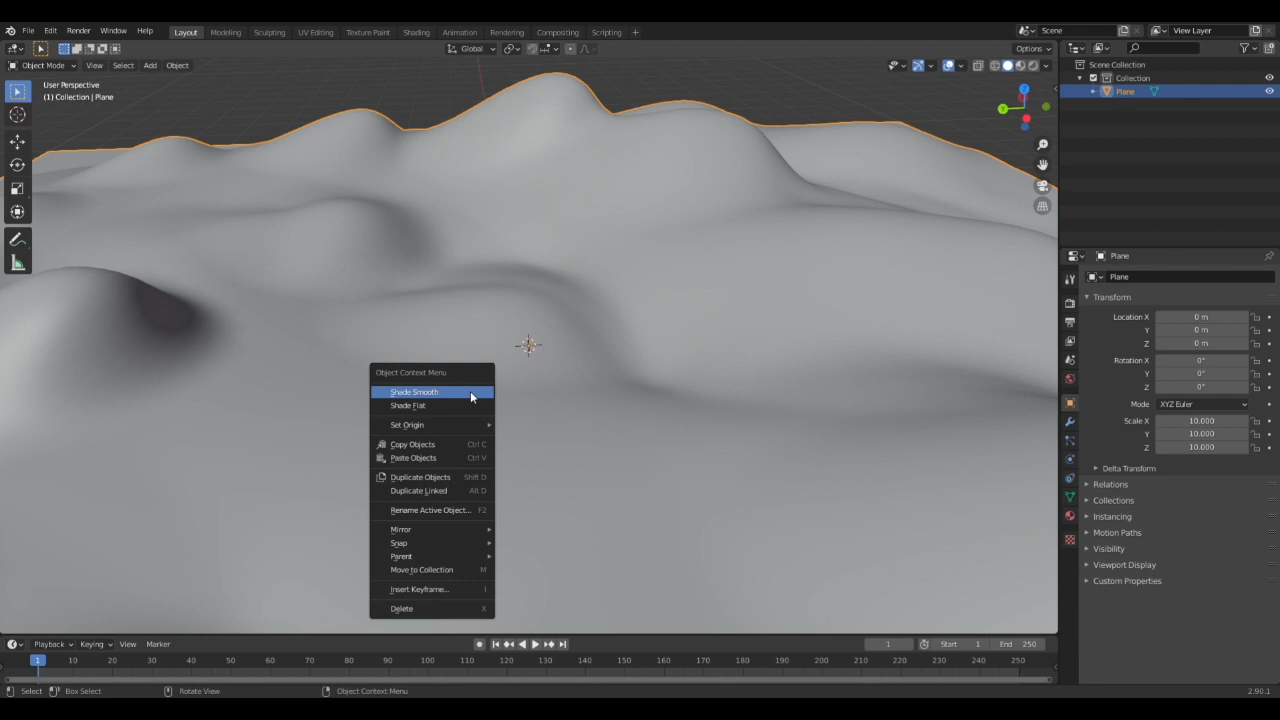 File Edit Render Window Help Layout Modeling Sculpting UV Editing Texture Paint Shading Animation Rendering Compositing Scripting + Scene View Layer
Global Options
Object Mode View Select Add Object
User Perspective
(1) Collection | Plane
Scene Collection
Collection
Plane
Z
Y
X
Plane
Plane
Transform
Location X 0 m
Y 0 m
Z 0 m
Rotation X 0°
Y 0°
Z 0°
Mode XYZ Euler
Scale X 10.000
Y 10.000
Z 10.000
Delta Transform
Relations
Collections
Instancing
Motion Paths
Visibility
Viewport Display
Custom Properties
Object Context Menu
Shade Smooth
Shade Flat
Set Origin
Copy Objects Ctrl C
Paste Objects Ctrl V
Duplicate Objects Shift D
Duplicate Linked Alt D
Rename Active Object... F2
Mirror
Snap
Parent
Move to Collection M
Insert Keyframe... I
Delete X
Playback Keying View Marker 1 Start 1 End 250
1 10 20 30 40 50 60 70 80 90 100 110 120 130 140 150 160 170 180 190 200 210 220 230 240 250
Select Box Select Rotate View Object Context Menu 2.90.1